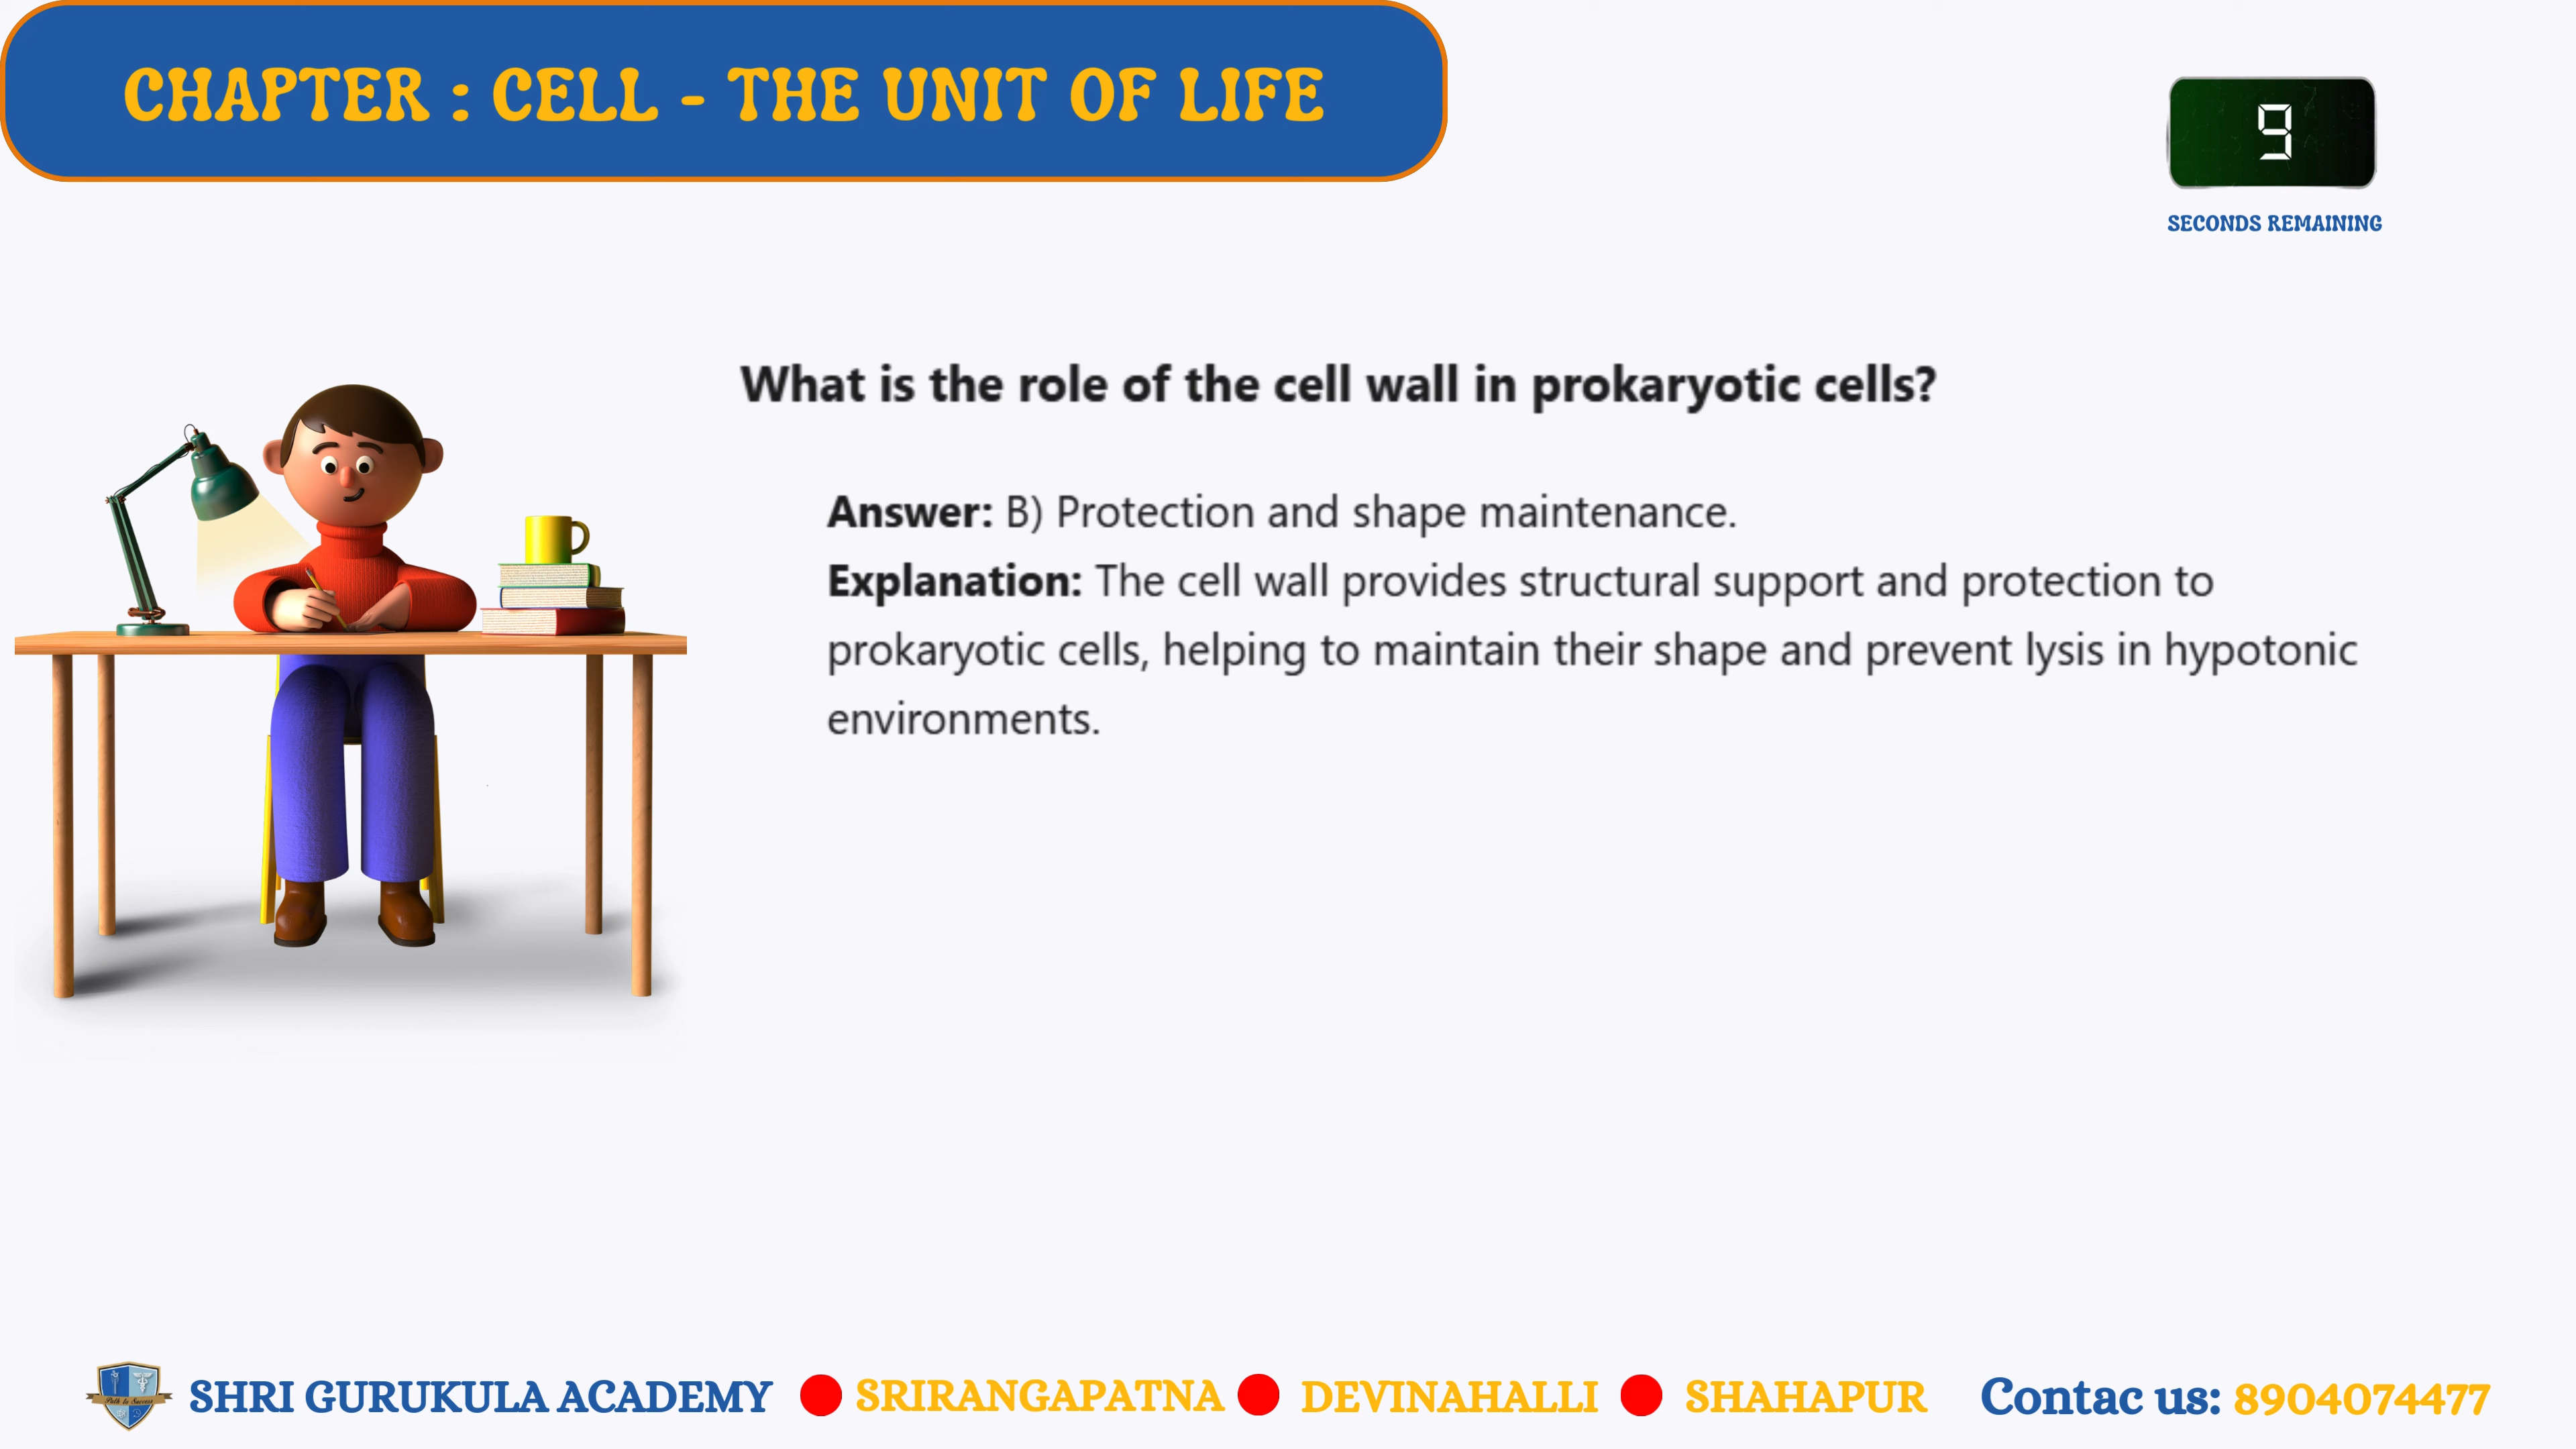 CHAPTER : CELL - THE UNIT OF LIFE
9
SECONDS REMAINING
What is the role of the cell wall in prokaryotic cells?
Answer: B) Protection and shape maintenance.
Explanation: The cell wall provides structural support and protection to
prokaryotic cells, helping to maintain their shape and prevent lysis in hypotonic
environments.
SHRI GURUKULA ACADEMY SRIRANGAPATNA DEVINAHALLI SHAHAPUR Contac us: 8904074477